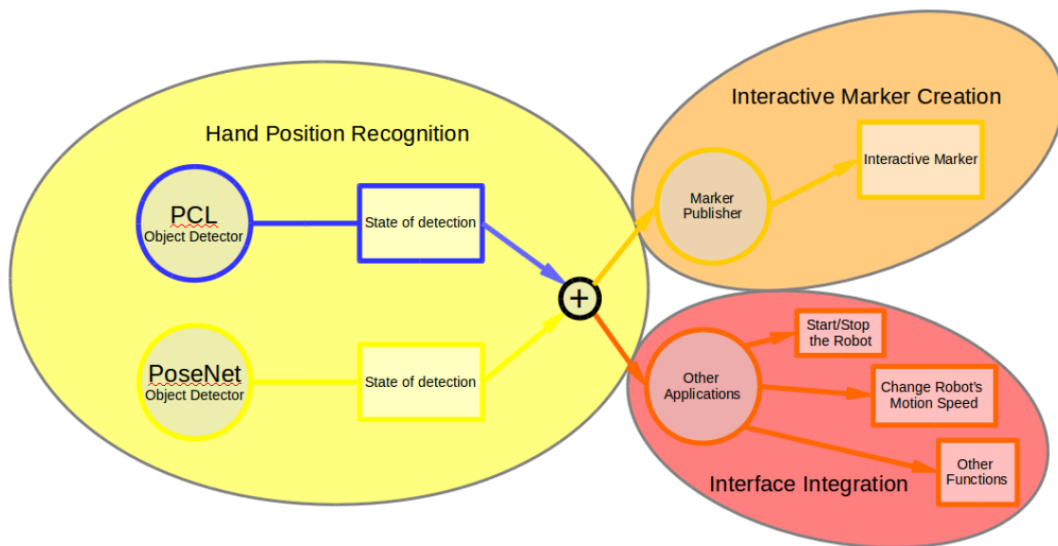 Hand Position Recognition
PCL
Object Detector
State of detection
PoseNet
Object Detector
State of detection
+
Interactive Marker Creation
Marker
Publisher
Interactive Marker
Other
Applications
Start/Stop
the Robot
Change Robot's
Motion Speed
Other
Functions
Interface Integration